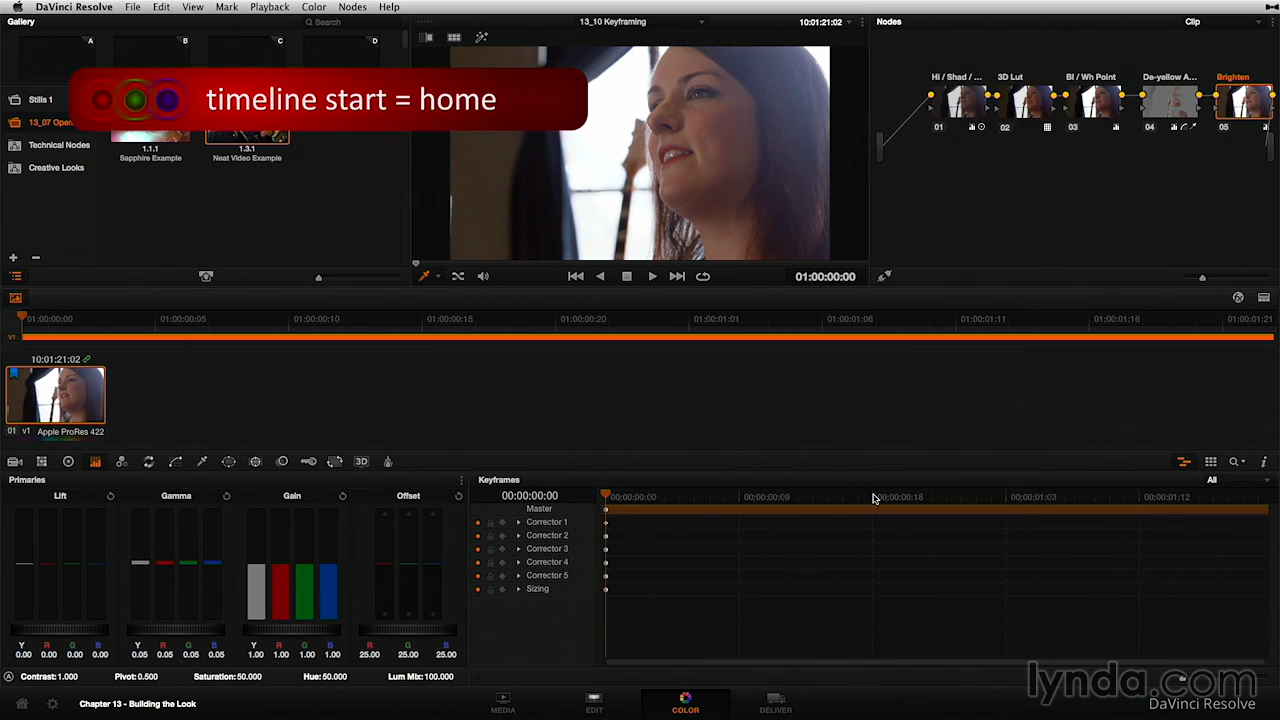 DaVinci Resolve File Edit View Mark Playback Color Nodes Help
Gallery Search 13_10 Keyframing 10:01:21:02 Nodes Clip
A B C D
timeline start = home
Stills 1
13_07 Open
Technical Nodes
Creative Looks
1.1.1 1.3.1
Sapphire Example Neat Video Example
Hi / Shad / ... 3D Lut Bl / Wh Point De-yellow A... Brighten
01 02 03 04 05
01:00:00:00
01:00:00:00 01:00:00:05 01:00:00:10 01:00:00:15 01:00:00:20 01:00:01:01 01:00:01:06 01:00:01:11 01:00:01:16 01:00:01:21
V1
10:01:21:02
01 v1 Apple ProRes 422
3D
Primaries
Lift Gamma Gain Offset
Y R G B Y R G B Y R G B R G B
0.00 0.00 0.00 0.00 0.05 0.05 0.05 0.05 1.00 1.00 1.00 1.00 25.00 25.00 25.00
A Contrast:1.000 Pivot:0.500 Saturation:50.000 Hue:50.000 Lum Mix:100.000
Keyframes All
00:00:00:00 00:00:00:00 00:00:00:09 00:00:00:18 00:00:01:03 00:00:01:12
Master
Corrector 1
Corrector 2
Corrector 3
Corrector 4
Corrector 5
Sizing
lynda.com
DaVinci Resolve
Chapter 13 - Building the Look
MEDIA EDIT COLOR DELIVER